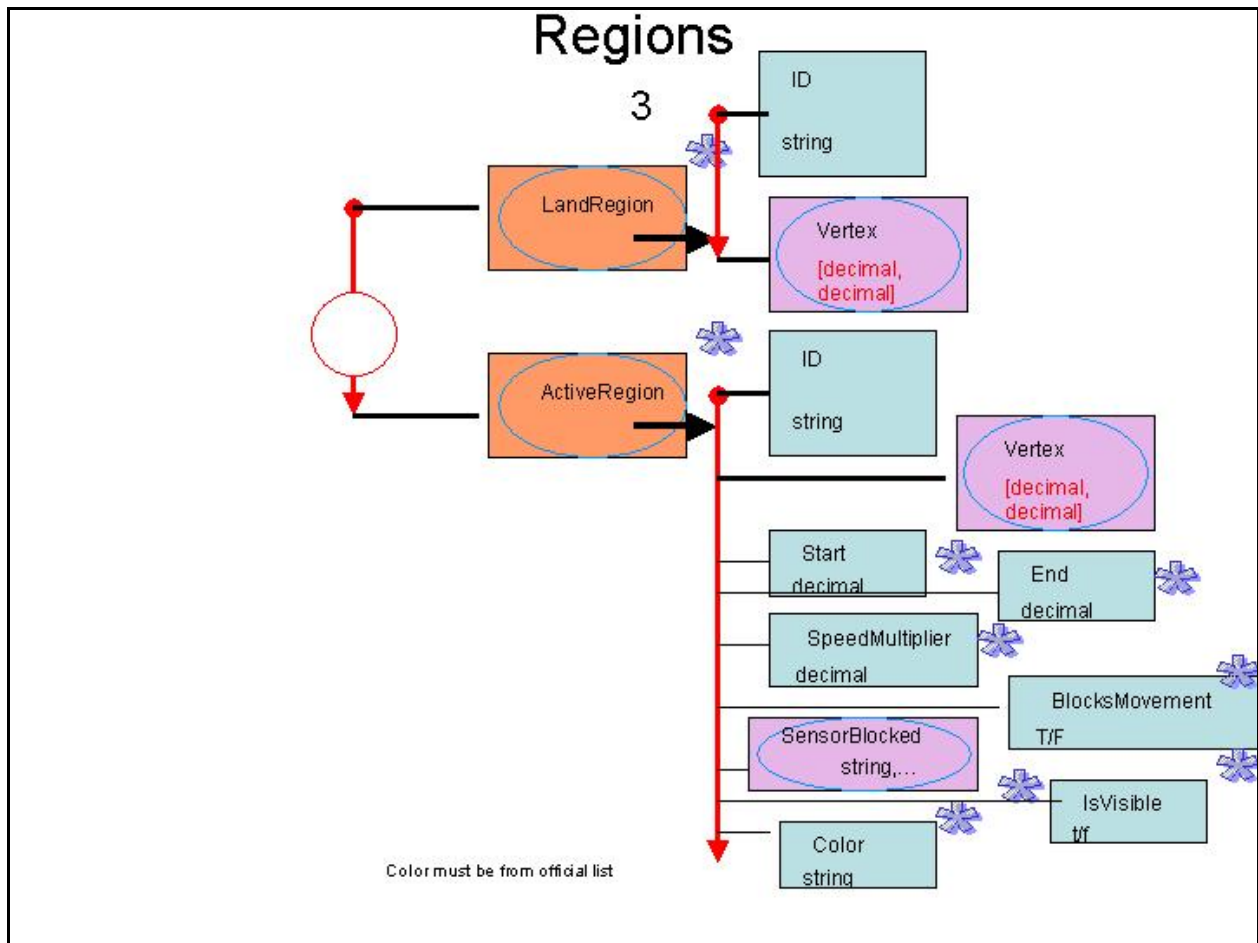 Regions
3
ID
string
LandRegion
Vertex
[decimal,
decimal]
ActiveRegion
ID
string
Vertex
[decimal,
decimal]
Start
decimal
End
decimal
SpeedMultiplier
decimal
BlocksMovement
T/F
SensorBlocked
string,...
IsVisible
t/f
Color
string
Color must be from official list